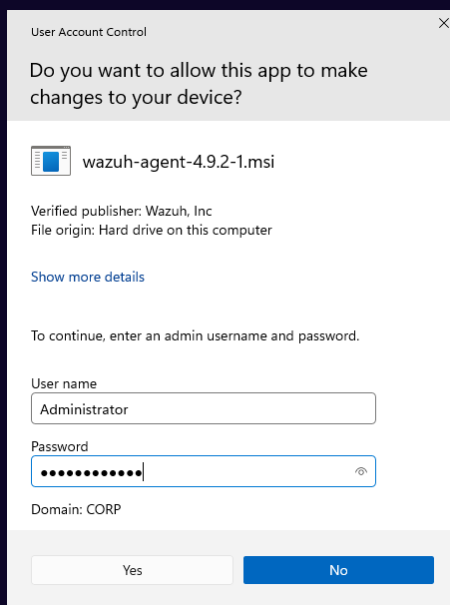 User Account Control
Do you want to allow this app to make
changes to your device?
wazuh-agent-4.9.2-1.msi
Verified publisher: Wazuh, Inc
File origin: Hard drive on this computer
Show more details
To continue, enter an admin username and password.
User name
Administrator
Password
••••••••••••
Domain: CORP
Yes
No